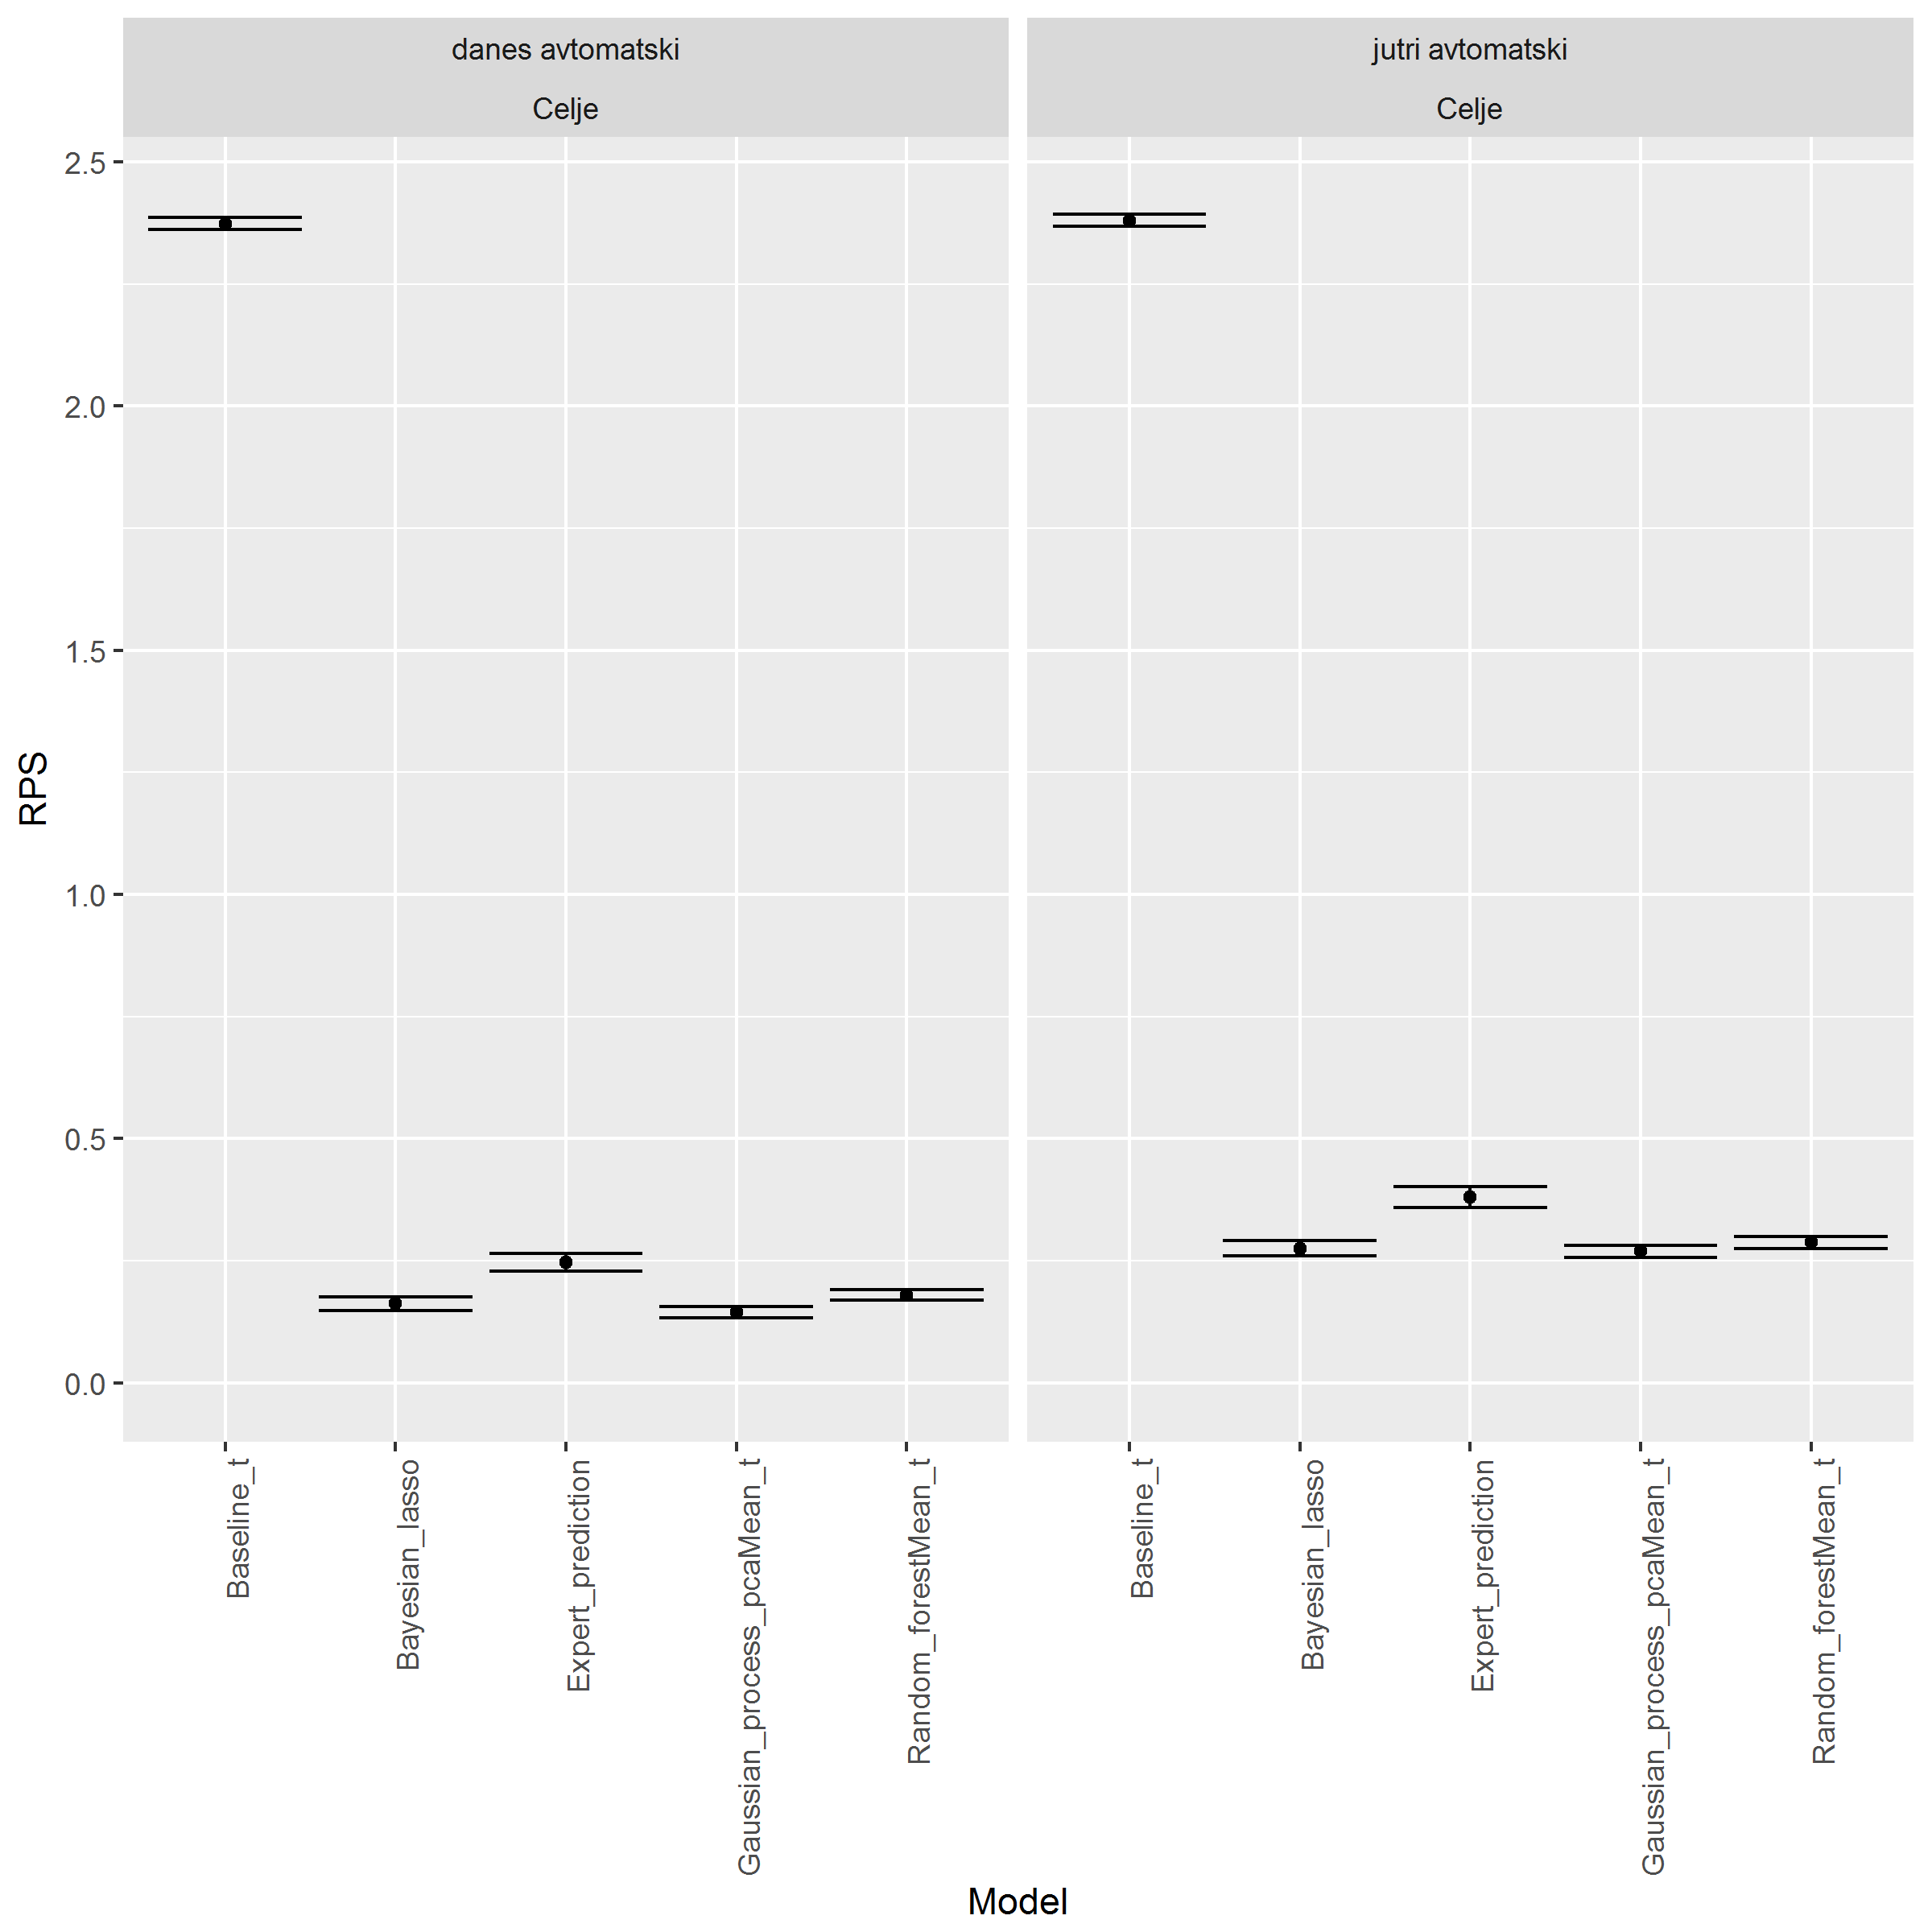 danes avtomatski
Celje
jutri avtomatski
Celje
2.5
2.0
1.5
1.0
0.5
0.0
RPS
Baseline_t
Bayesian_lasso
Expert_prediction
Gaussian_process_pcaMean_t
Random_forestMean_t
Baseline_t
Bayesian_lasso
Expert_prediction
Gaussian_process_pcaMean_t
Random_forestMean_t
Model